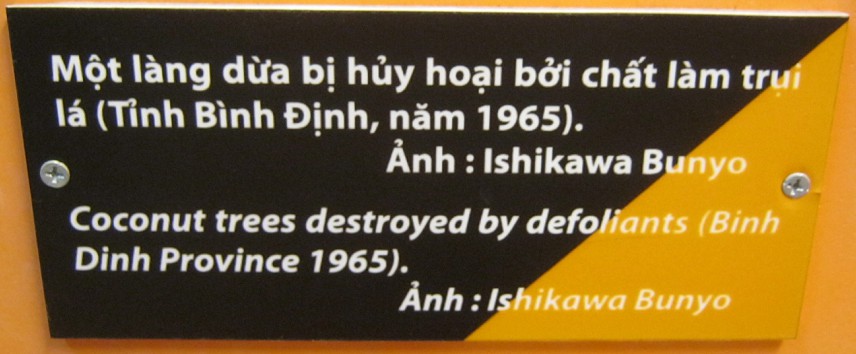 Một làng dừa bị hủy hoại bởi chất làm trụi
lá (Tỉnh Bình Định, năm 1965).
Ảnh : Ishikawa Bunyo
Coconut trees destroyed by defoliants (Binh
Dinh Province 1965).
Ảnh : Ishikawa Bunyo